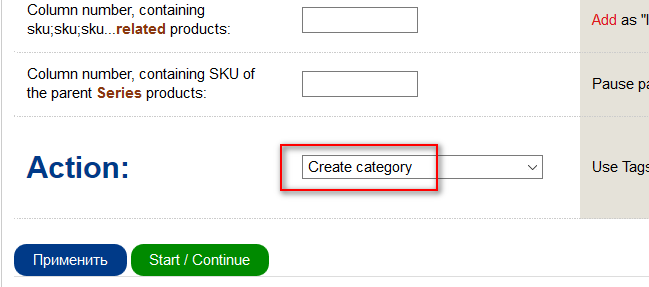 Column number, containing
sku;sku;sku...related products:
Add as "
Column number, containing SKU of
the parent Series products:
Pause
Action:
Create category
Use Tags
Применить
Start / Continue